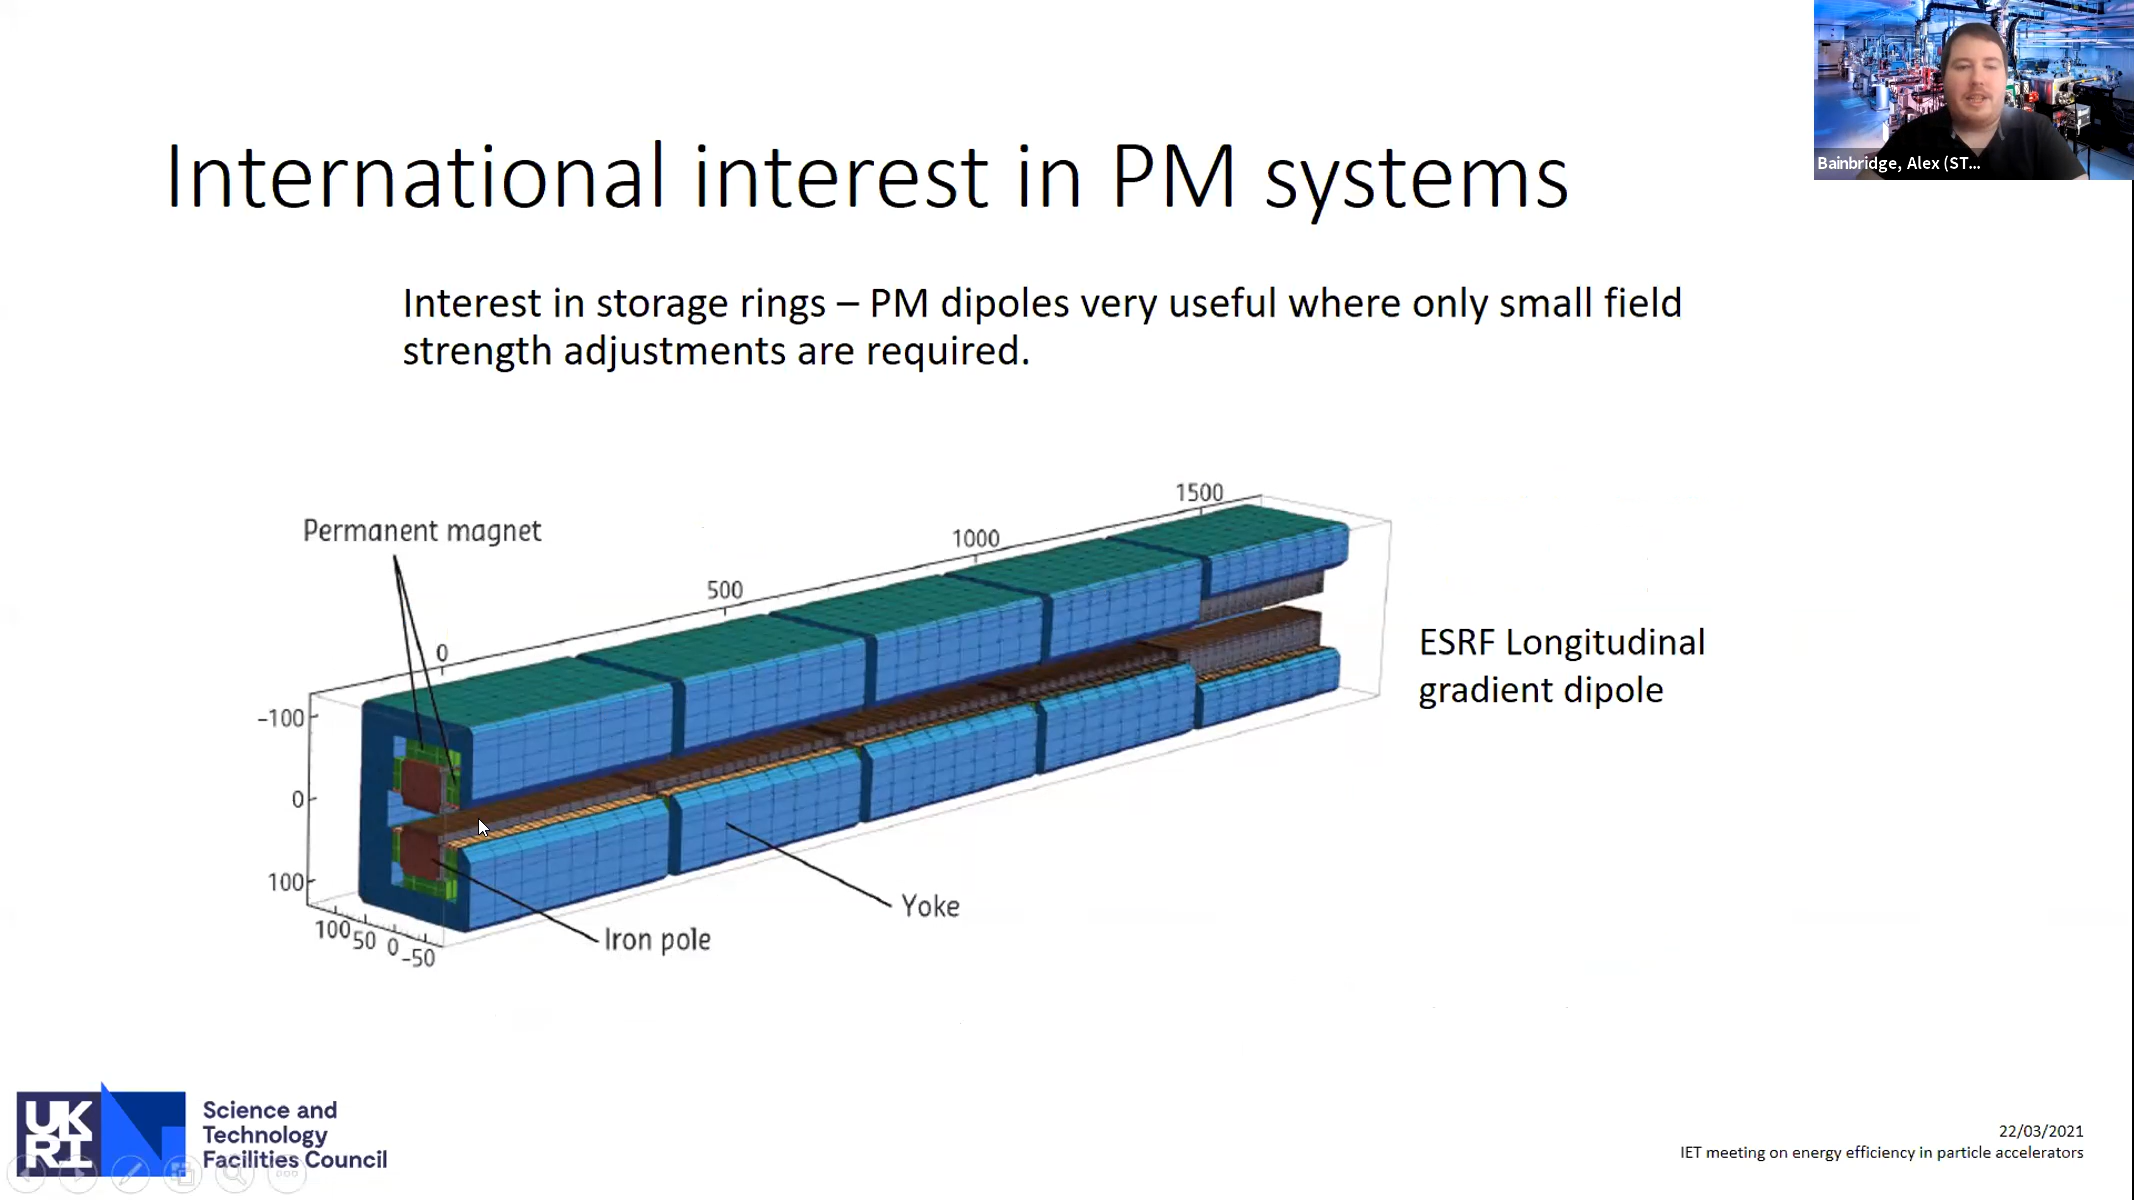 Bainbridge, Alex (ST...
International interest in PM systems
Interest in storage rings – PM dipoles very useful where only small field
strength adjustments are required.
Permanent magnet
1500
1000
500
0
-100
0
100
100
50
0
-50
Iron pole
Yoke
ESRF Longitudinal
gradient dipole
UK
RI
Science and
Technology
Facilities Council
22/03/2021
IET meeting on energy efficiency in particle accelerators